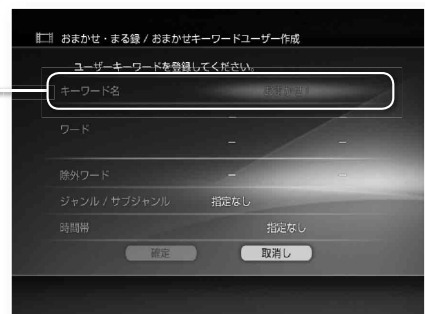 おまかせ・まる録 / おまかせキーワードユーザー作成
ユーザーキーワードを登録してください。
キーワード名
ワード
－
－ －
除外ワード － －
ジャンル / サブジャンル 指定なし
時間帯 指定なし
確定 取消し